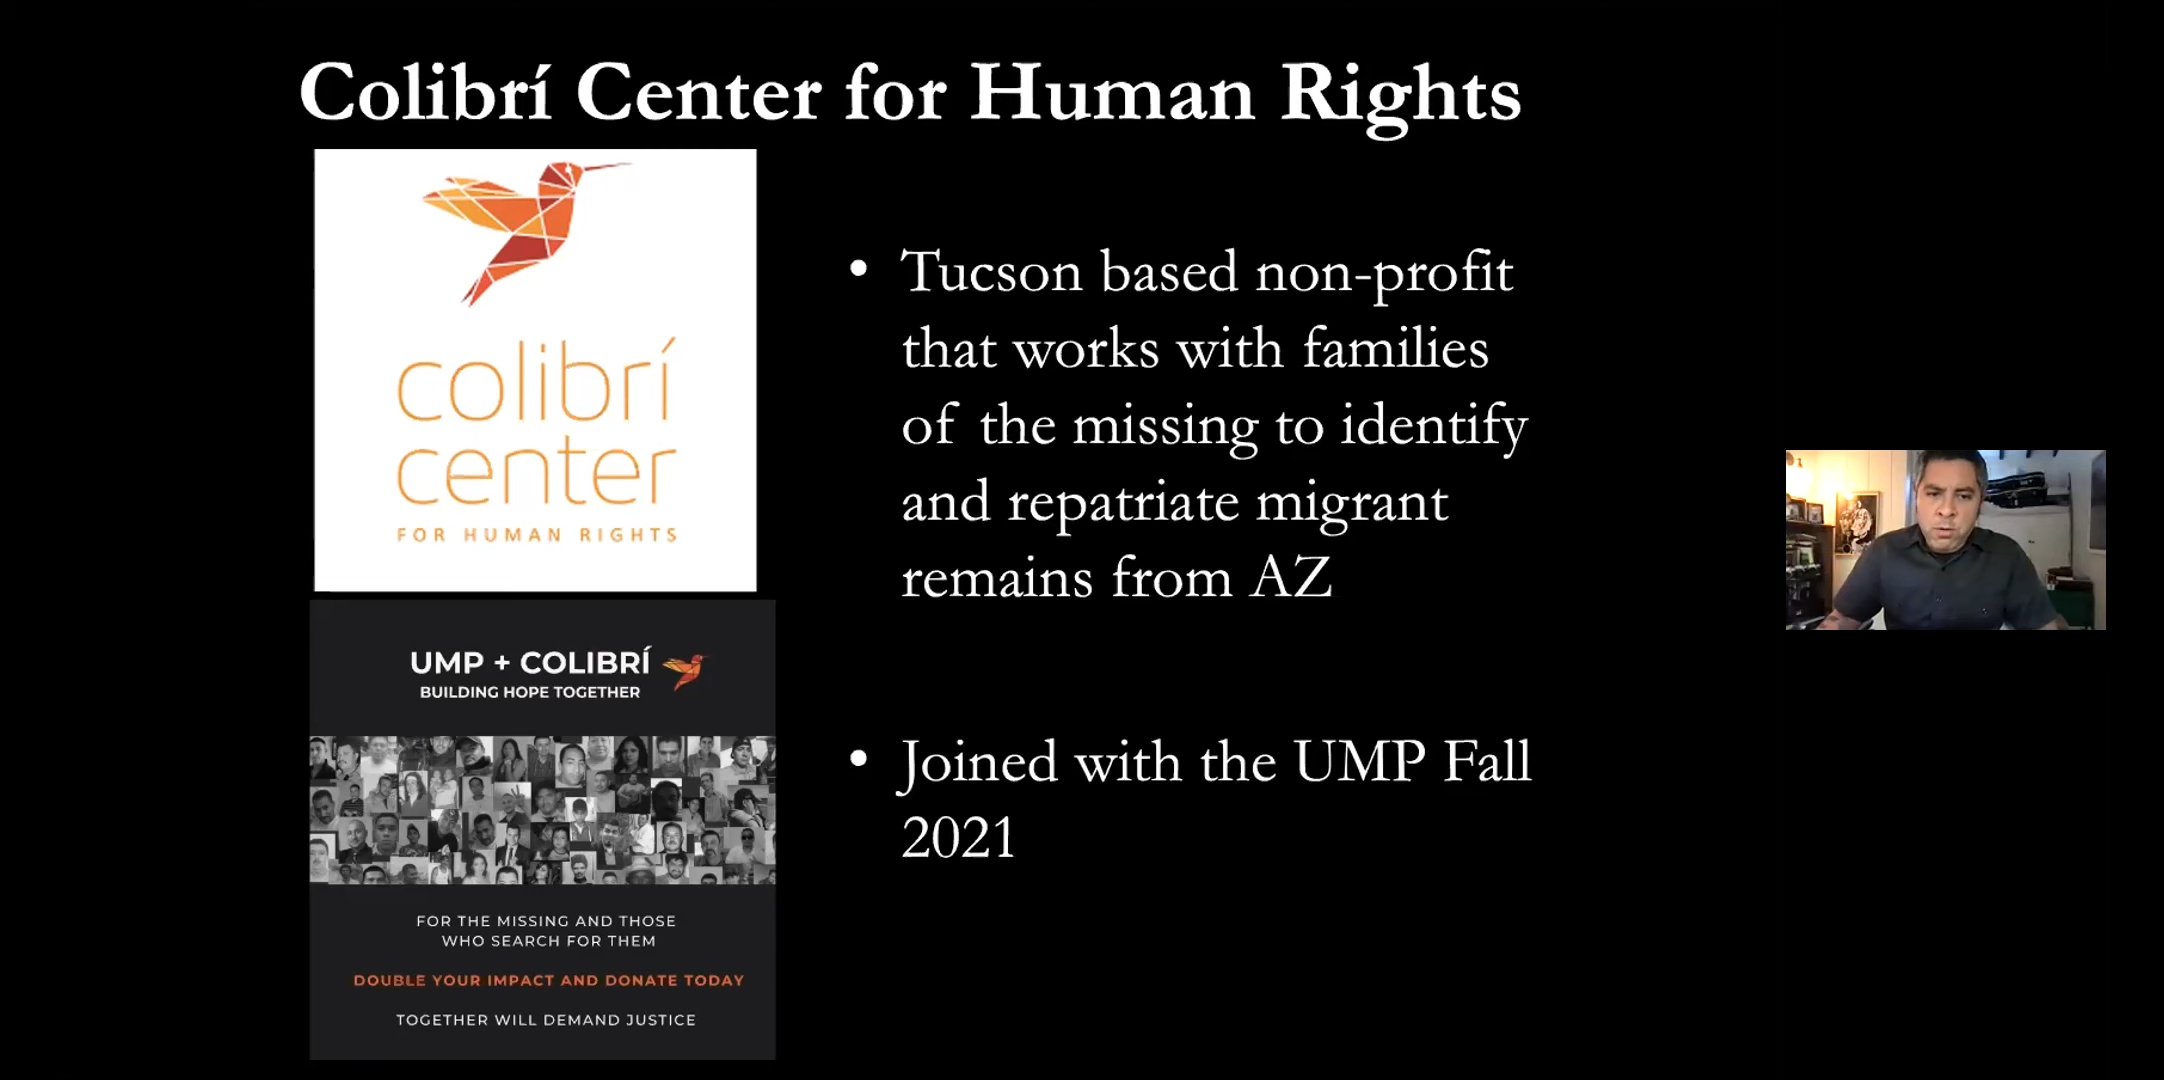 Colibrí Center for Human Rights
colibrí
center
FOR HUMAN RIGHTS
• Tucson based non-profit
that works with families
of the missing to identify
and repatriate migrant
remains from AZ
• Joined with the UMP Fall
2021
UMP + COLIBRÍ
BUILDING HOPE TOGETHER
FOR THE MISSING AND THOSE
WHO SEARCH FOR THEM
DOUBLE YOUR IMPACT AND DONATE TODAY
TOGETHER WILL DEMAND JUSTICE